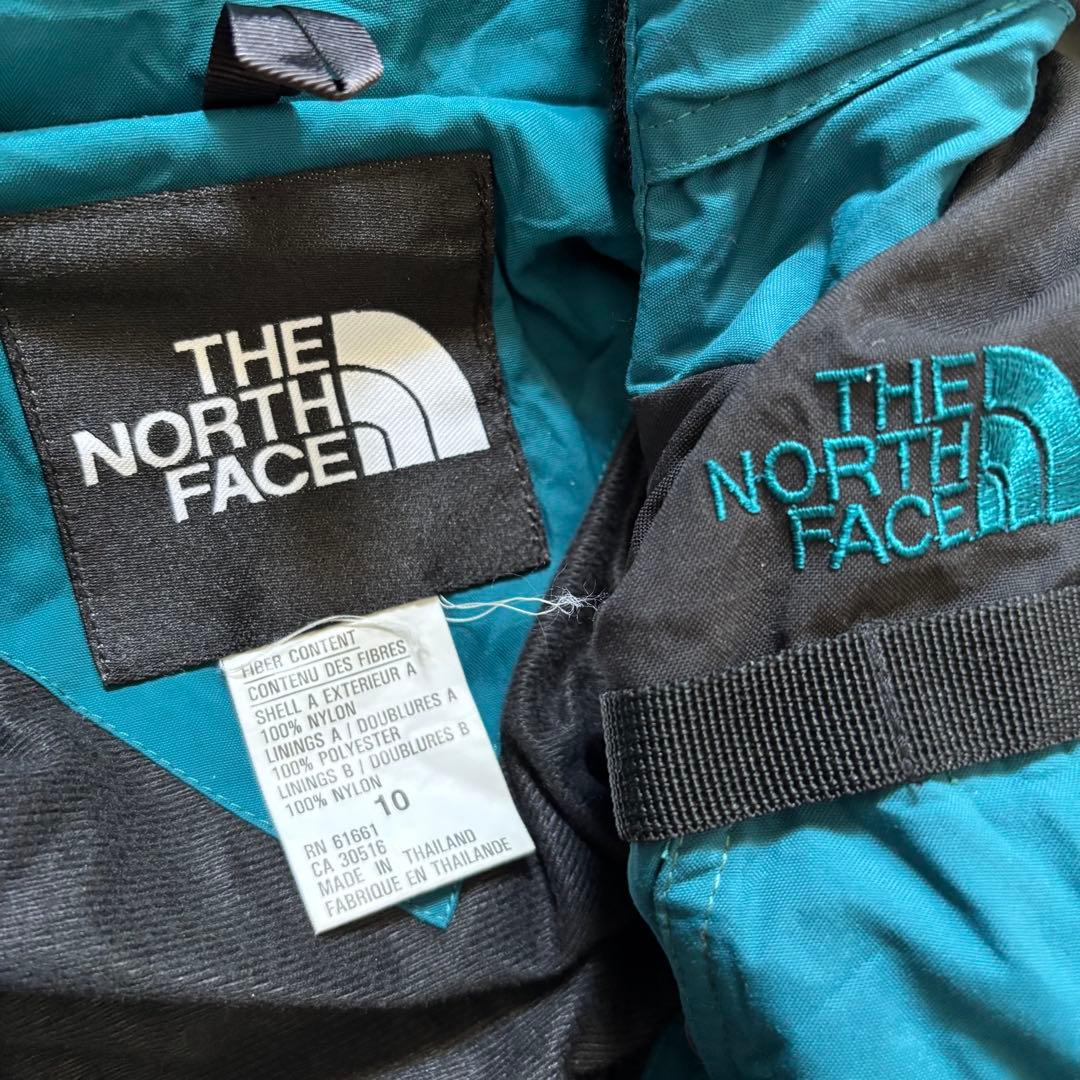 THE
NORTH
FACE
THE
NORTH
FACE
FIBER CONTENT
CONTENU DES FIBRES
SHELL A EXTERIEUR A
100% NYLON
LININGS A / DOUBLURES A
100% POLYESTER
LININGS B / DOUBLURES B
100% NYLON
10
RN 61661
CA 30516
MADE IN THAILAND
FABRIQUE EN THAILANDE